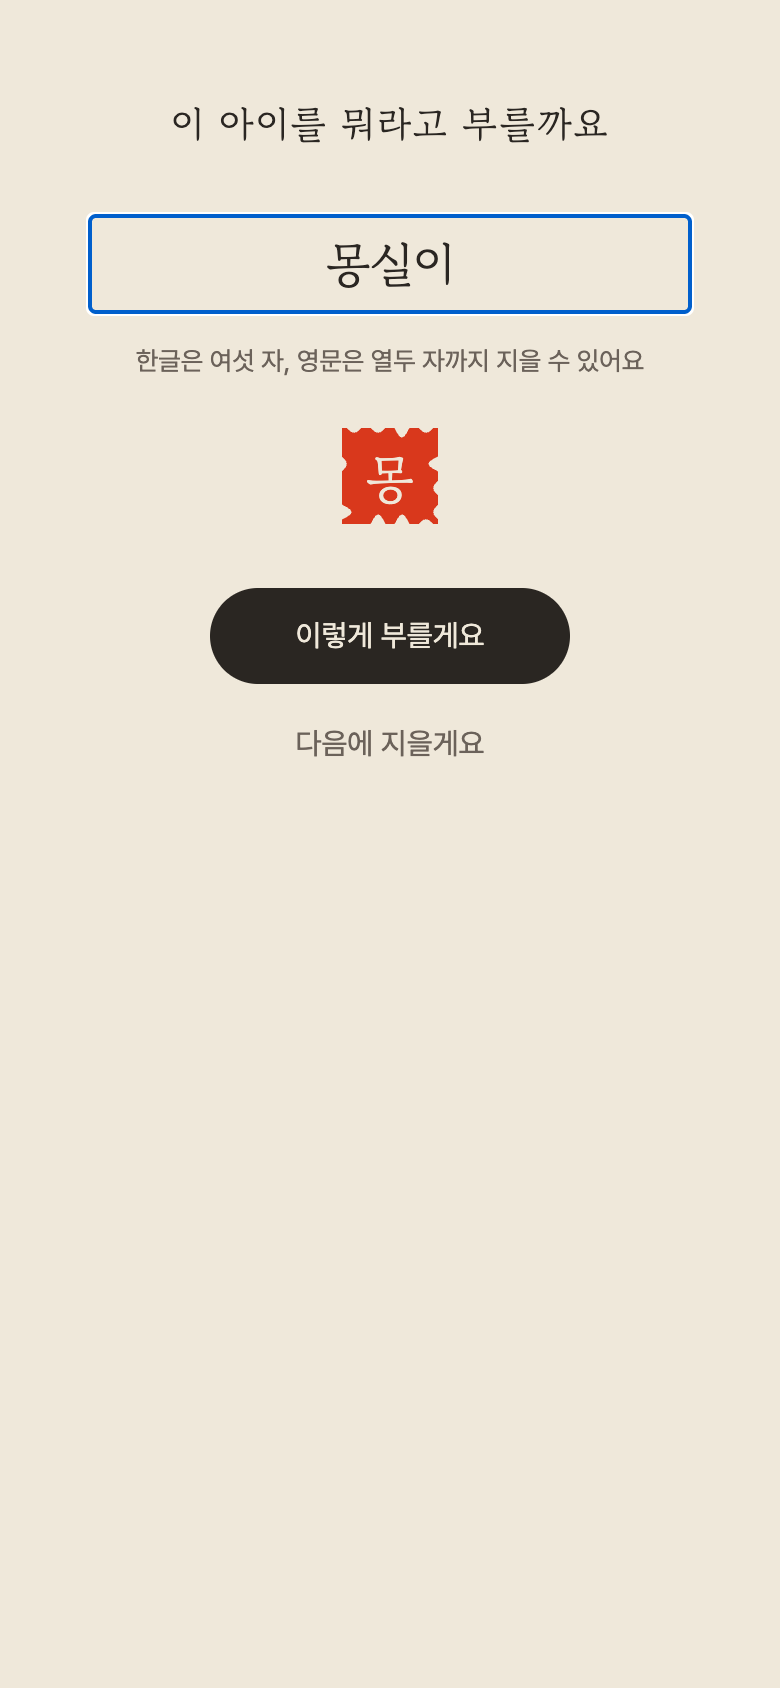 이 아이를 뭐라고 부를까요
몽실이
한글은 여섯 자, 영문은 열두 자까지 지을 수 있어요
몽
이렇게 부를게요
다음에 지을게요